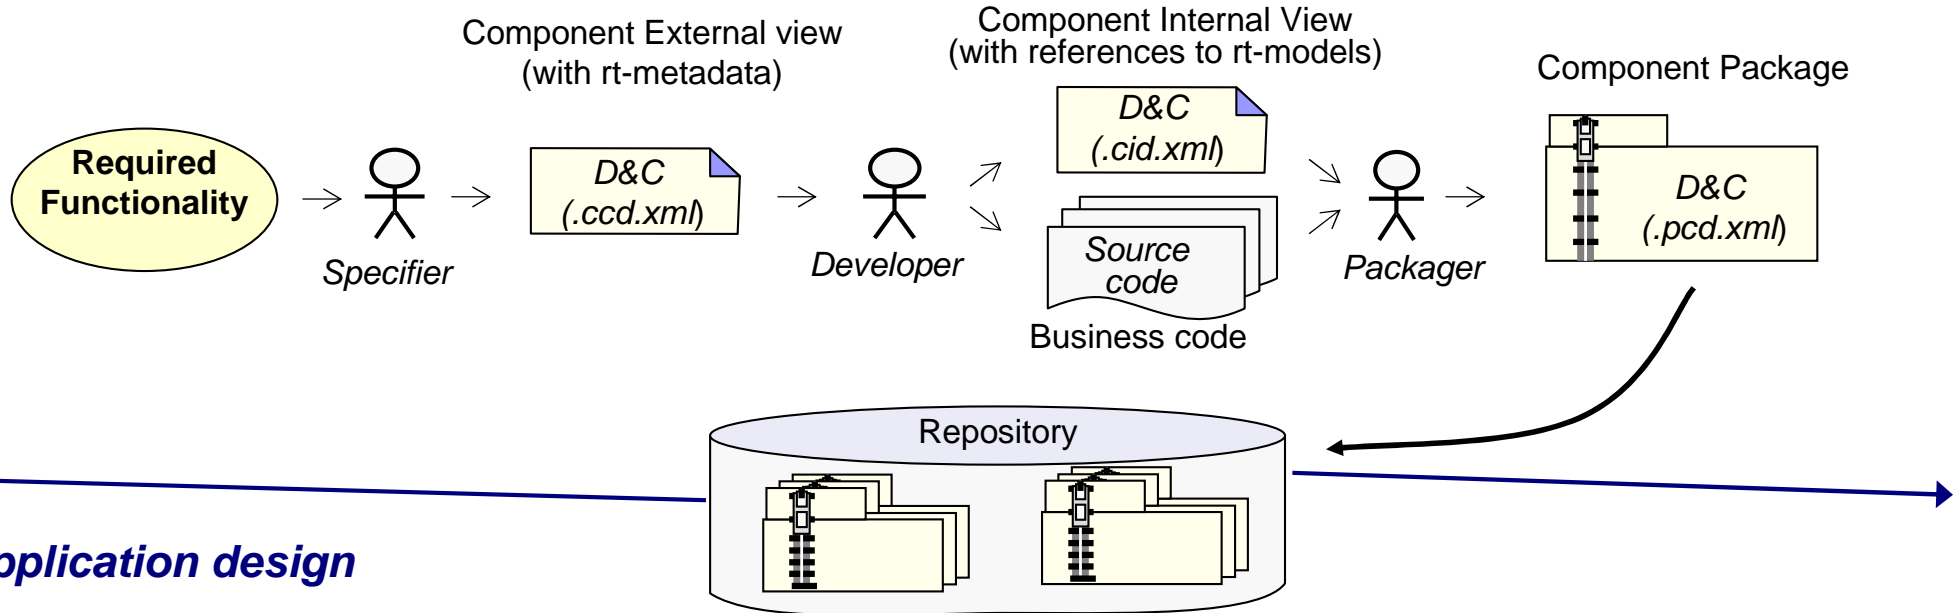 Component External view
(with rt-metadata)
Component Internal View
(with references to rt-models)
Component Package
Required
Functionality
Specifier
D&C
(.ccd.xml)
Developer
D&C
(.cid.xml)
Source
code
Business code
Packager
D&C
(.pcd.xml)
Repository
pplication design